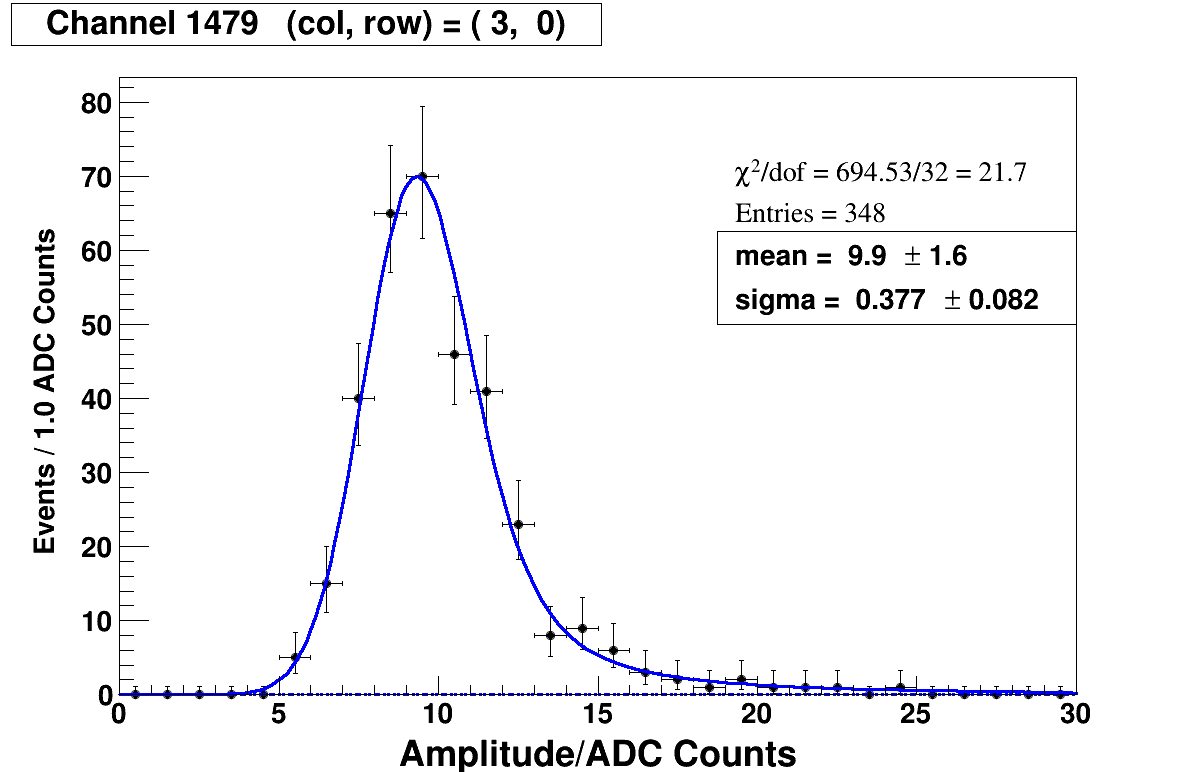 Channel 1479 (col, row) = ( 3, 0)
80
70
60
50
40
30
20
10
0
Events / 1.0 ADC Counts
χ²/dof = 694.53/32 = 21.7
Entries = 348
mean = 9.9 ± 1.6
sigma = 0.377 ± 0.082
0 5 10 15 20 25 30
Amplitude/ADC Counts